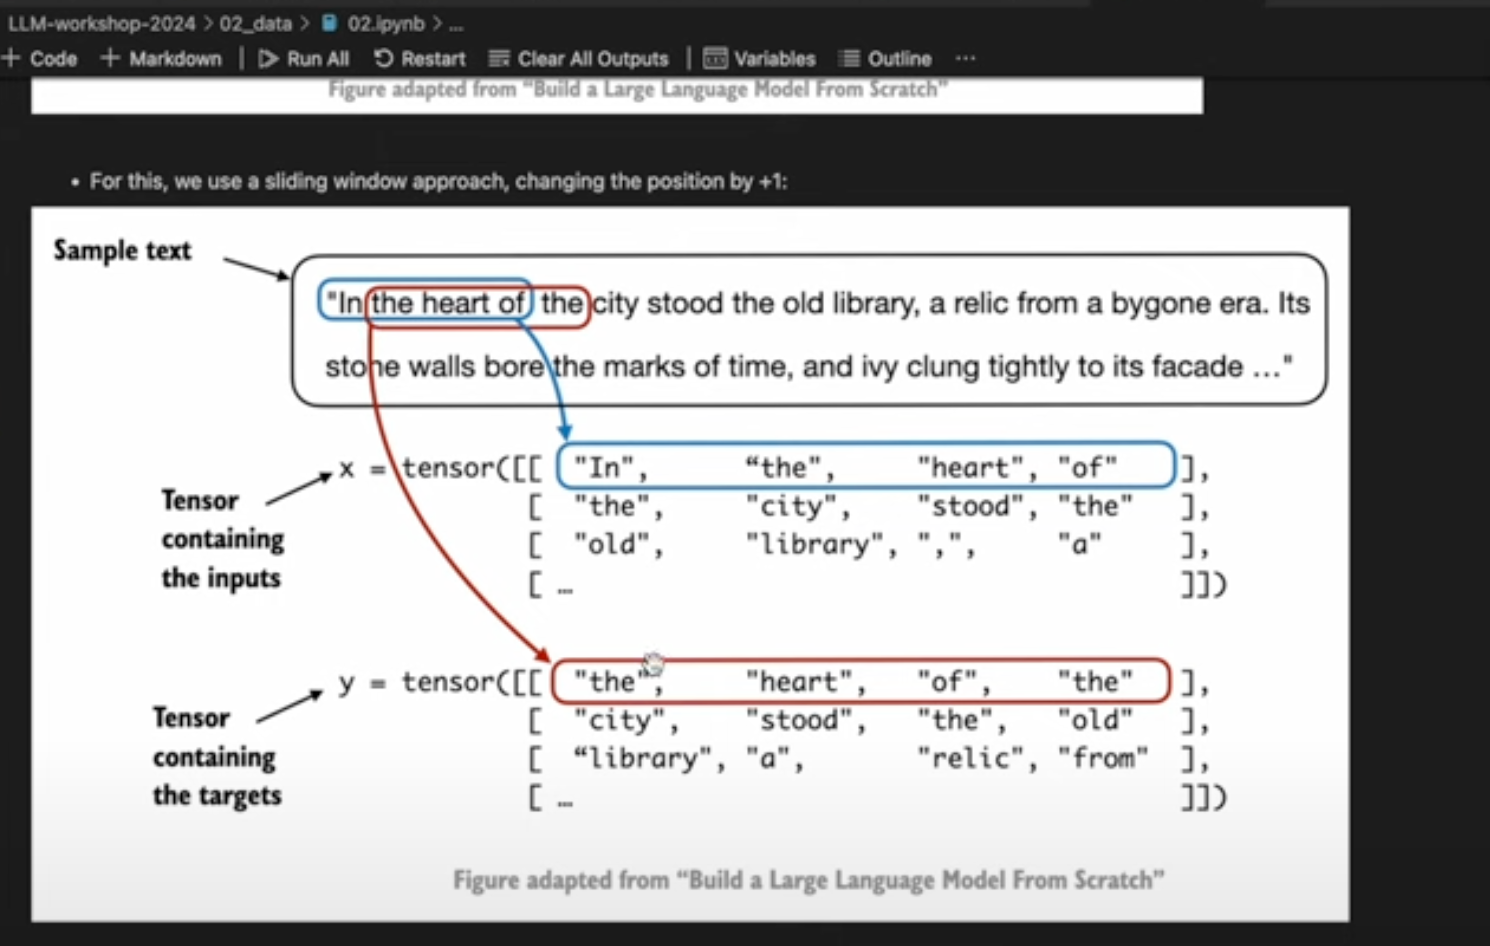 LLM-workshop-2024 > 02_data > 02.ipynb > ...
+ Code + Markdown | Run All Restart Clear All Outputs | Variables Outline ...
Figure adapted from “Build a Large Language Model From Scratch”
• For this, we use a sliding window approach, changing the position by +1:
Sample text
"In the heart of the city stood the old library, a relic from a bygone era. Its
stone walls bore the marks of time, and ivy clung tightly to its facade ..."
x = tensor([[ "In", “the", "heart", "of" ],
[ "the", "city", "stood", "the" ],
[ "old", "library", ",", "a" ],
[ … ]])
Tensor
containing
the inputs
y = tensor([[ "the", "heart", "of", "the" ],
[ "city", "stood", "the", "old" ],
[ “library", "a", "relic", "from" ],
[ … ]])
Tensor
containing
the targets
Figure adapted from “Build a Large Language Model From Scratch”